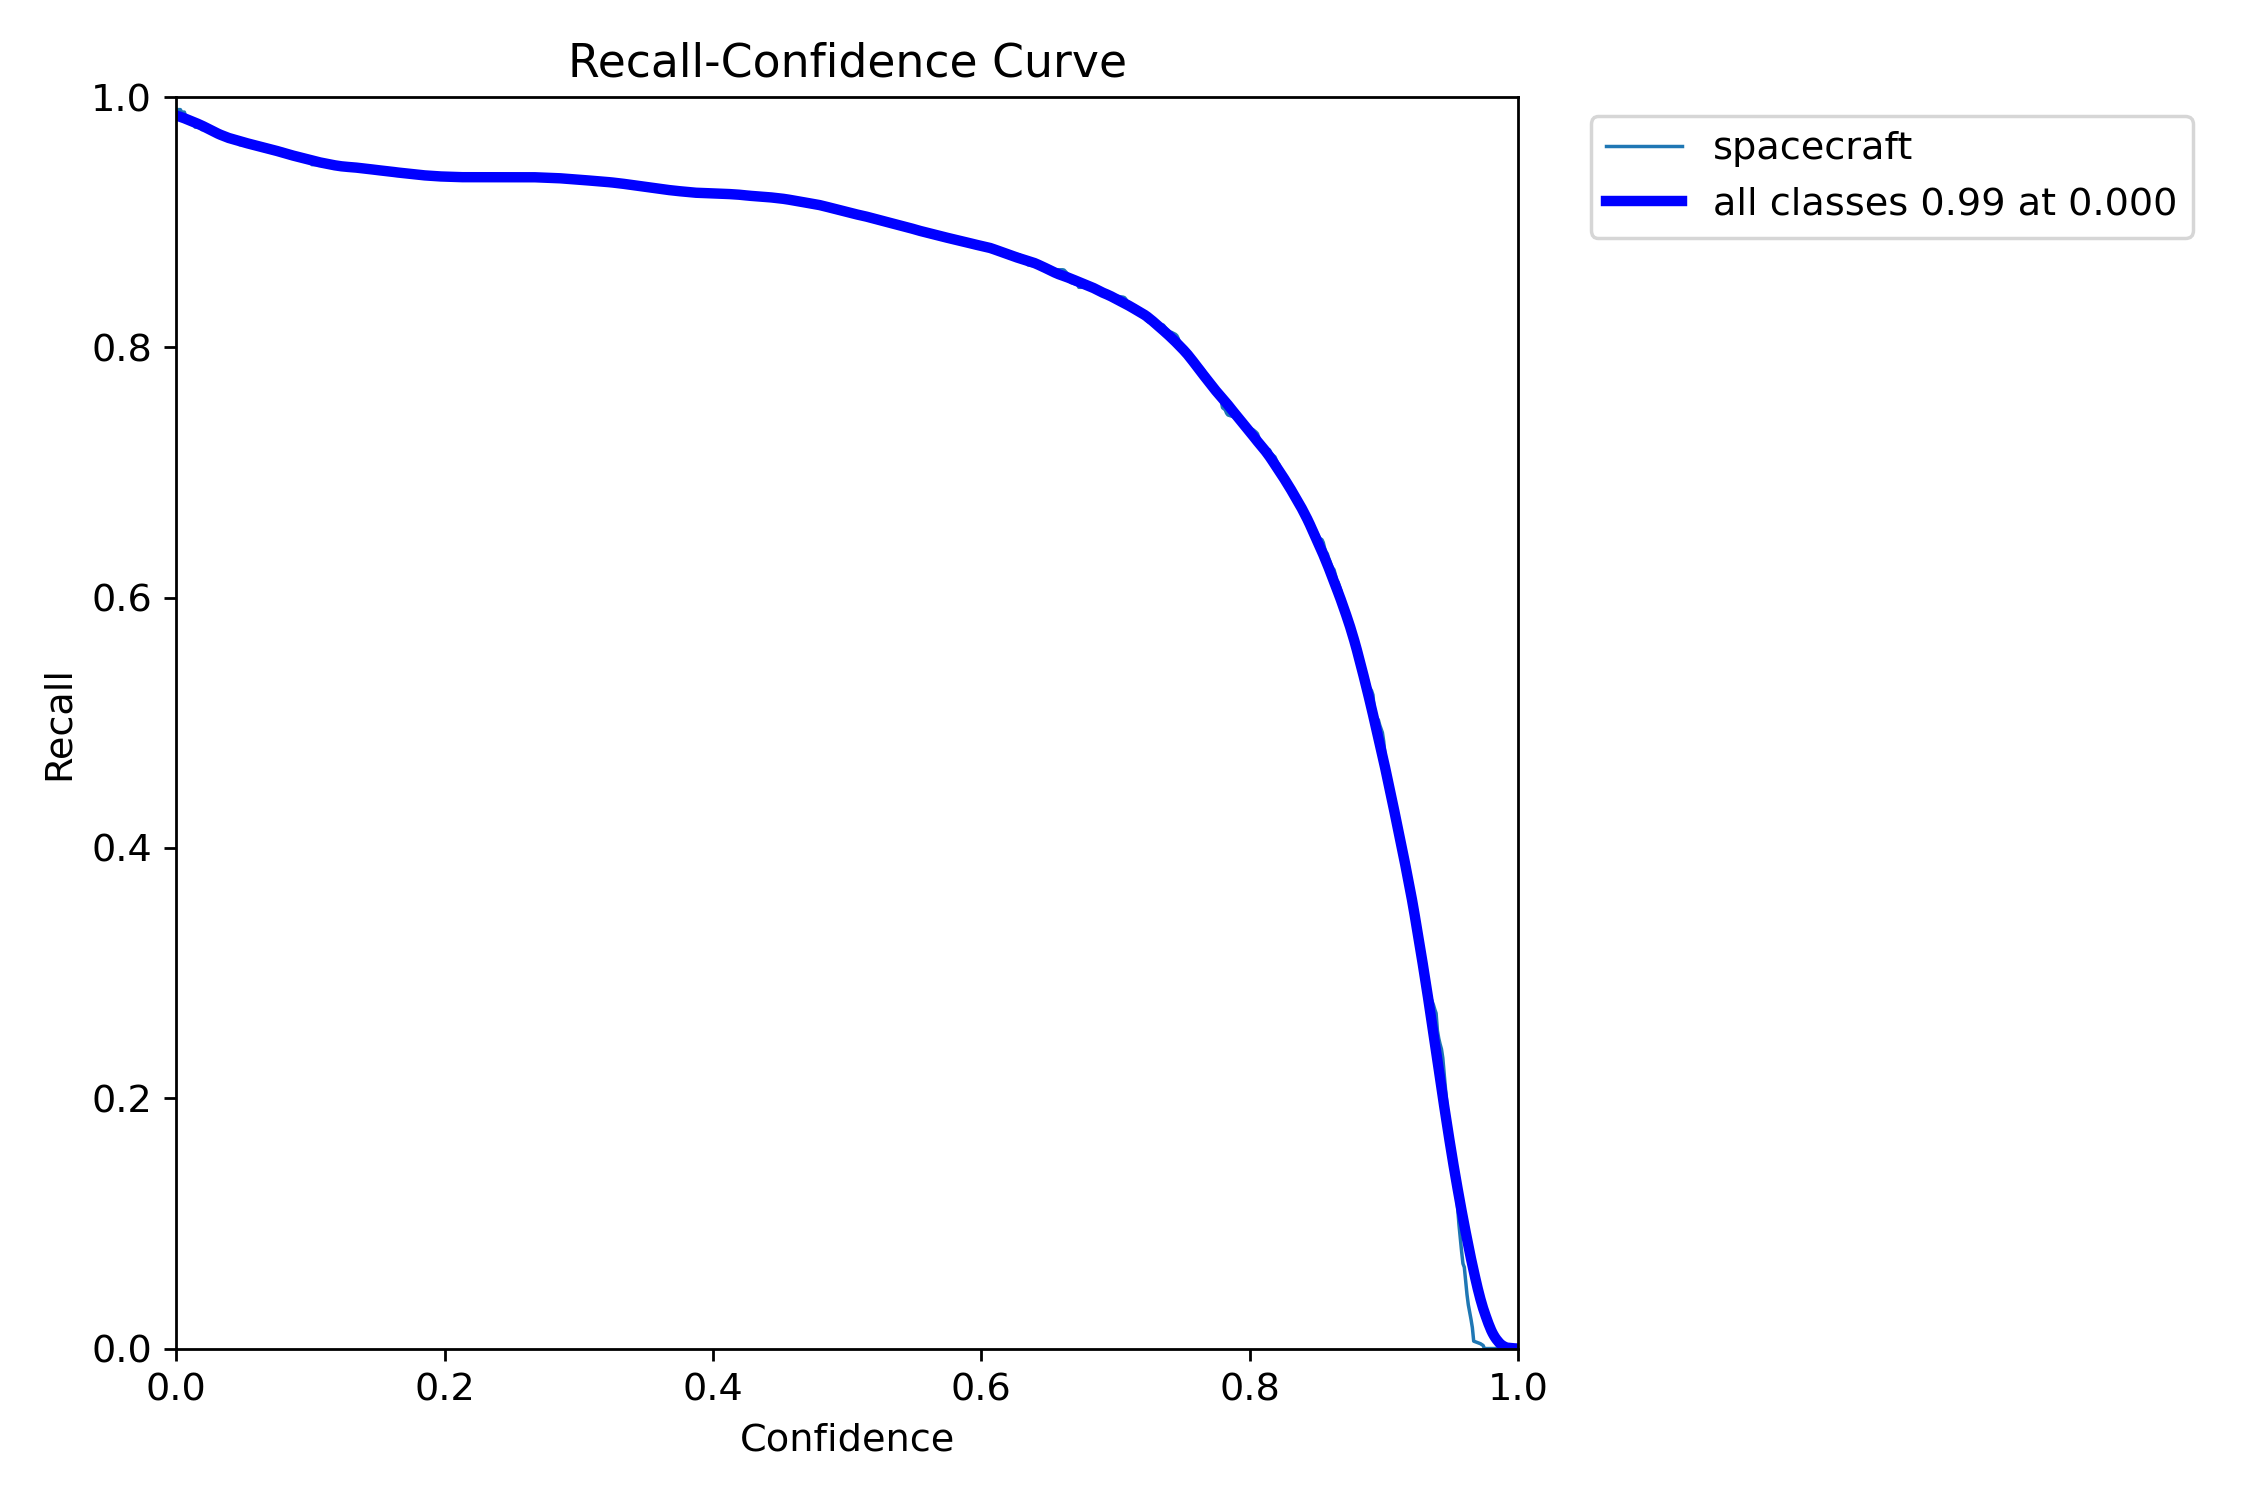 Recall-Confidence Curve
1.0
0.8
0.6
0.4
0.2
0.0
Recall
0.0 0.2 0.4 0.6 0.8 1.0
Confidence
spacecraft
all classes 0.99 at 0.000